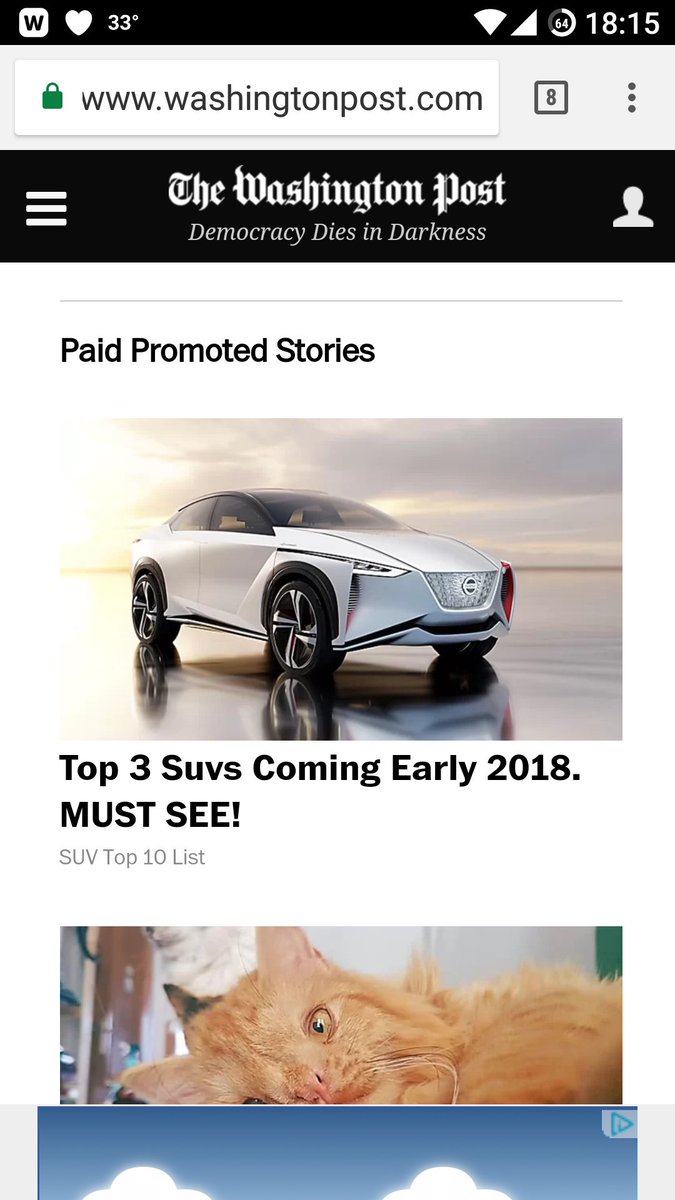 W 33° 64 18:15
www.washingtonpost.com 8
The Washington Post
Democracy Dies in Darkness
Paid Promoted Stories
Top 3 Suvs Coming Early 2018.
MUST SEE!
SUV Top 10 List